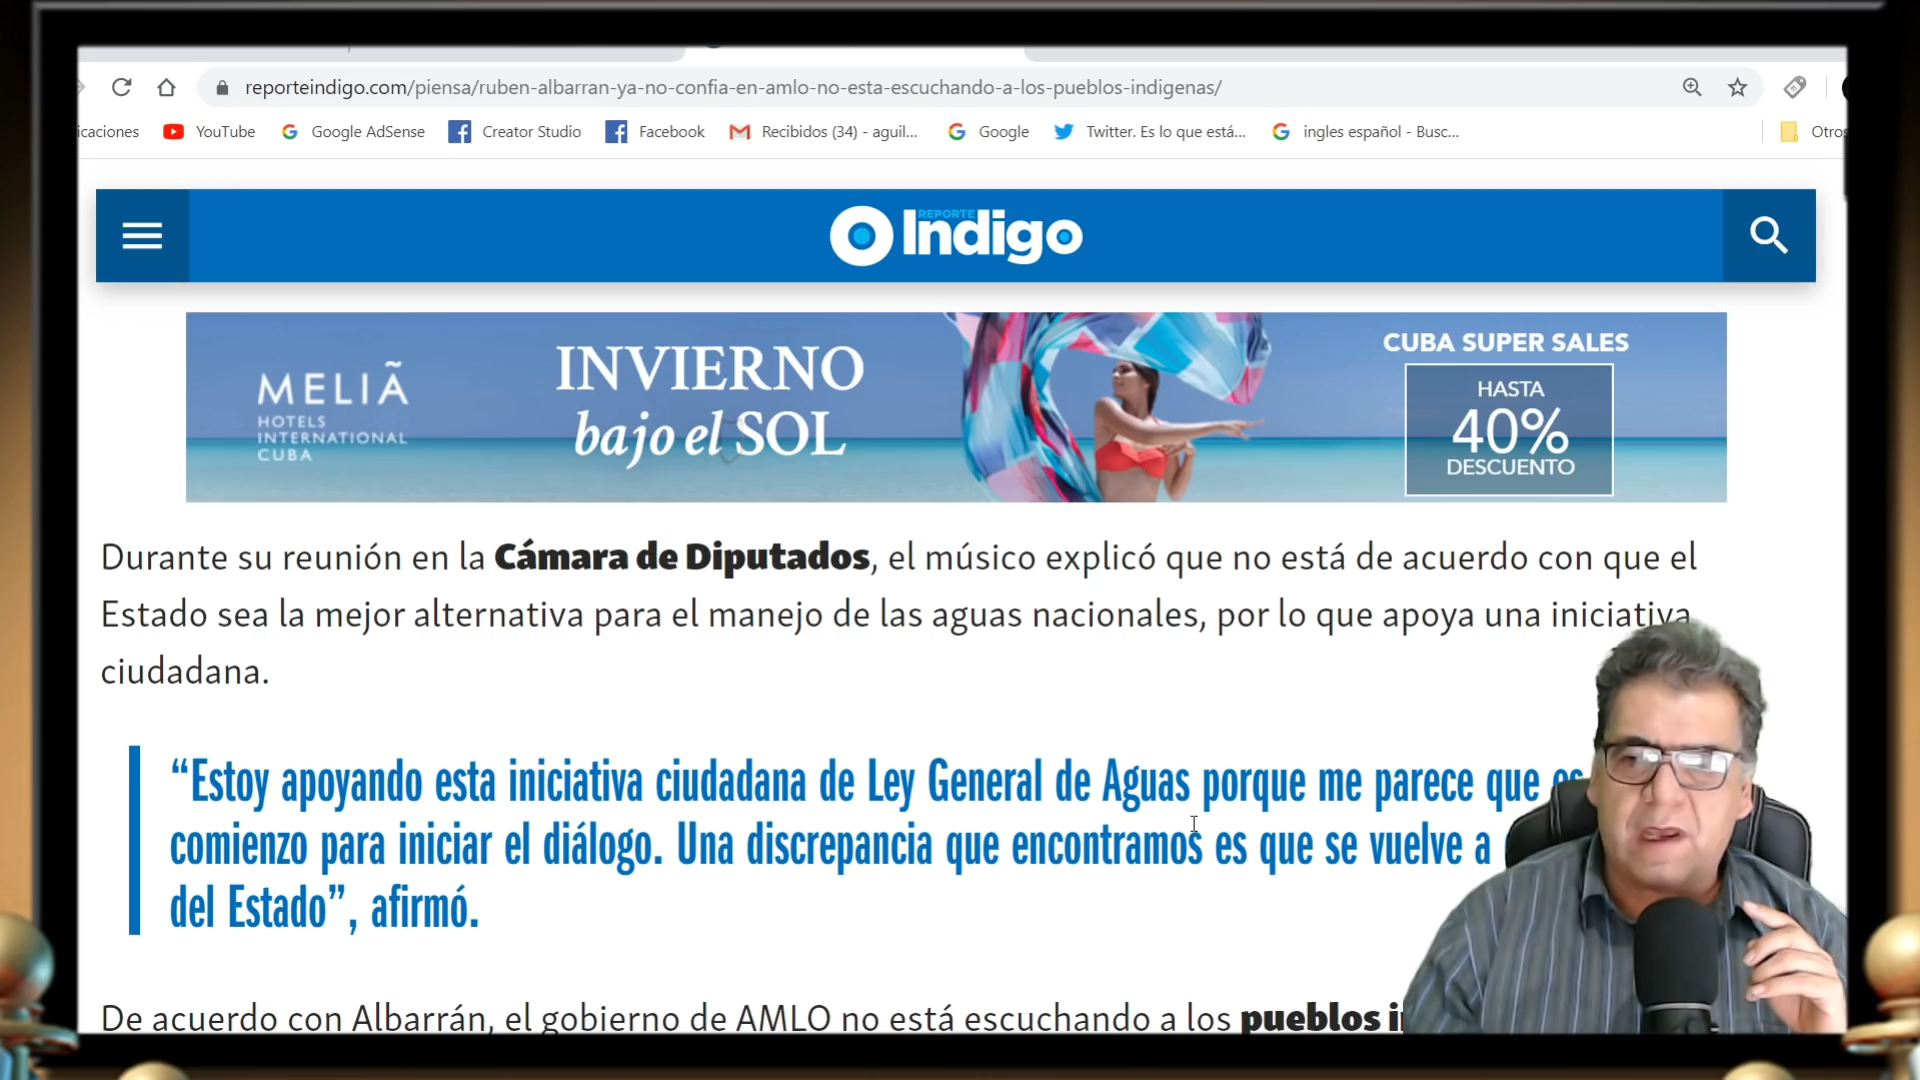 reporteindigo.com/piensa/ruben-albarran-ya-no-confia-en-amlo-no-esta-escuchando-a-los-pueblos-indigenas/
icaciones YouTube Google AdSense Creator Studio Facebook Recibidos (34) - aguil... Google Twitter. Es lo que está... ingles español - Busc... Otros
REPORTE
Indigo
MELIÃ
HOTELS
INTERNATIONAL
CUBA
INVIERNO
bajo el SOL
CUBA SUPER SALES
HASTA
40%
DESCUENTO
Durante su reunión en la Cámara de Diputados, el músico explicó que no está de acuerdo con que el
Estado sea la mejor alternativa para el manejo de las aguas nacionales, por lo que apoya una iniciativa
ciudadana.
“Estoy apoyando esta iniciativa ciudadana de Ley General de Aguas porque me parece que es
comienzo para iniciar el diálogo. Una discrepancia que encontramos es que se vuelve a
del Estado”, afirmó.
De acuerdo con Albarrán, el gobierno de AMLO no está escuchando a los pueblos